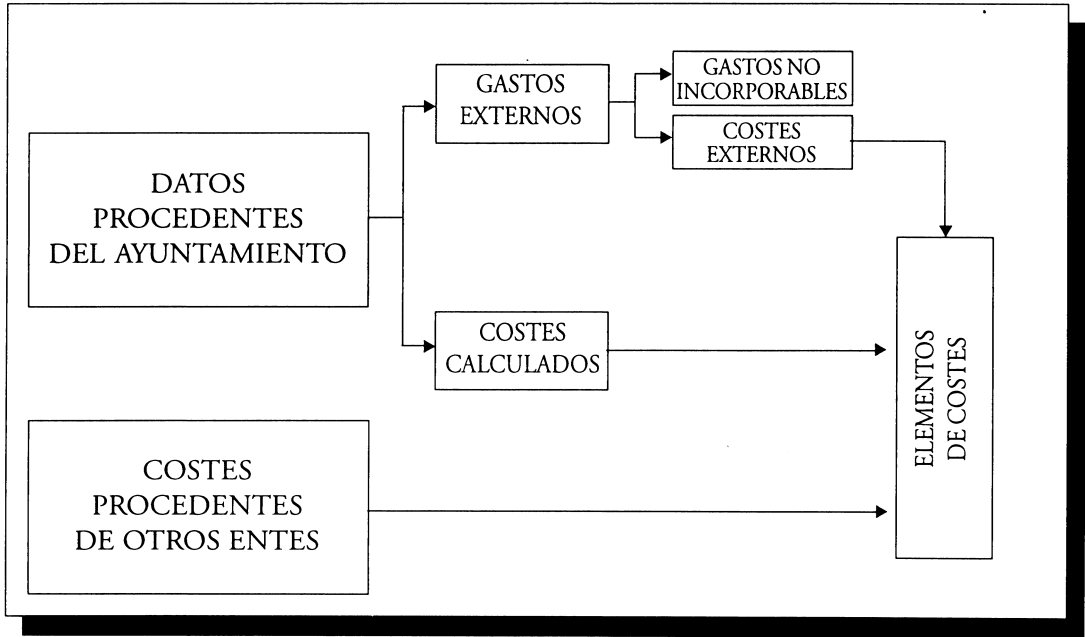 GASTOS
EXTERNOS
GASTOS NO
INCORPORABLES
COSTES
EXTERNOS
DATOS
PROCEDENTES
DEL AYUNTAMIENTO
COSTES
CALCULADOS
ELEMENTOS
DE COSTES
COSTES
PROCEDENTES
DE OTROS ENTES